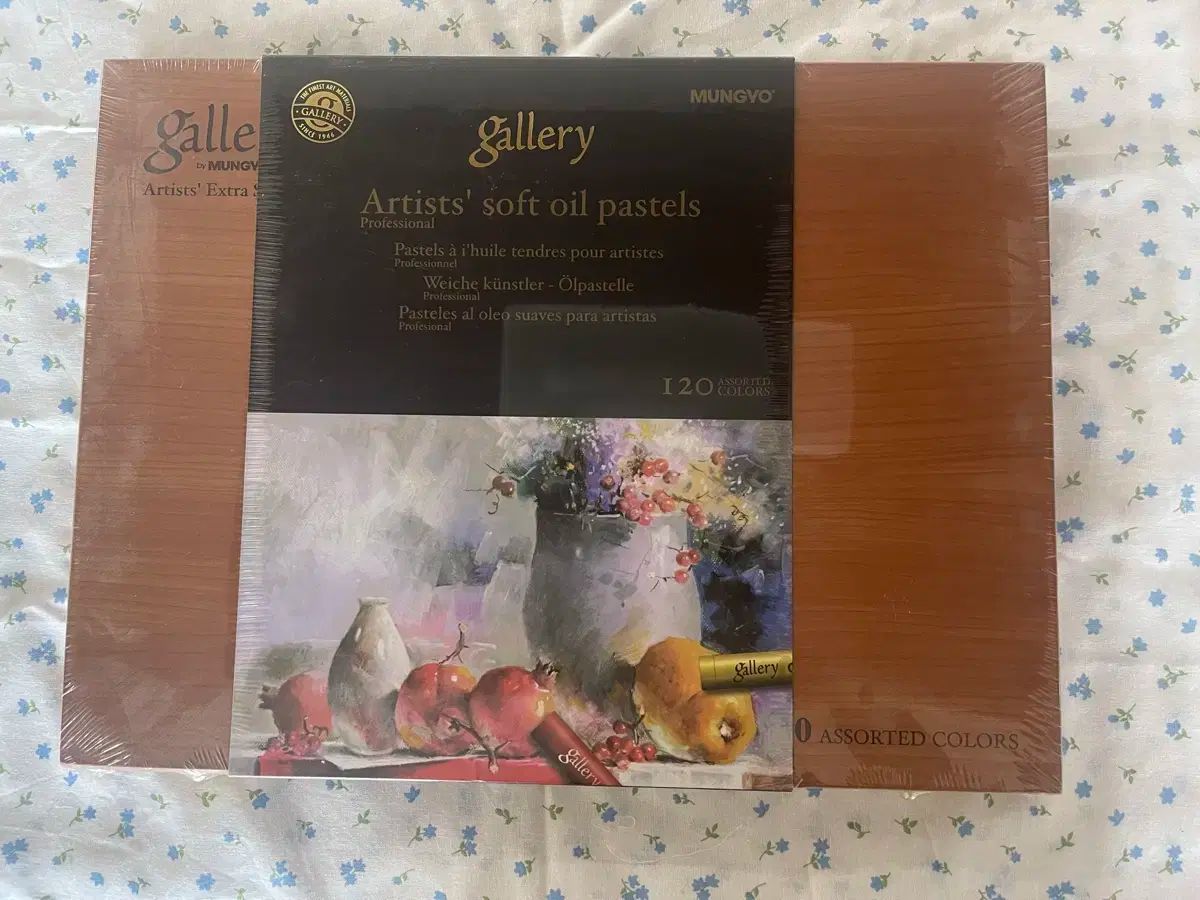 galle
by MUNGY
Artists' Extra S
THE FINEST ART MATERIALS
g
GALLERY
SINCE 1946
MUNGYO
gallery
Artists' soft oil pastels
Professional
Pastels à i'huile tendres pour artistes
Professionnel
Weiche künstler - Ölpastelle
Professional
Pasteles al oleo suaves para artistas
Profesional
120 ASSORTED
COLORS
gallery
gallery
0 ASSORTED COLORS